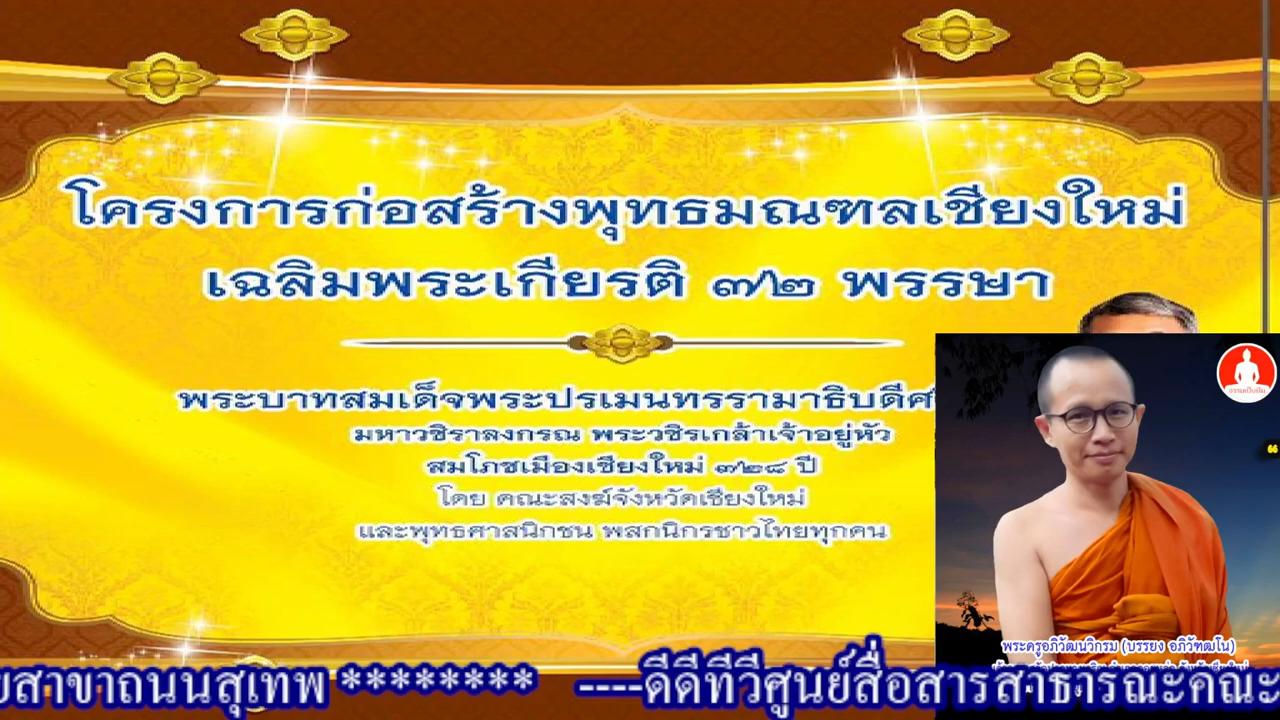 โครงการก่อสร้างพุทธมณฑลเชียงใหม่
เฉลิมพระเกียรติ ๗๒ พรรษา
พระบาทสมเด็จพระปรเมนทรรามาธิบดีศ
มหาวชิราลงกรณ พระวชิรเกล้าเจ้าอยู่หัว
สมโภชเมืองเชียงใหม่ ๗๒๘ ปี
โดย คณะสงฆ์จังหวัดเชียงใหม่
และพุทธศาสนิกชน พสกนิกรชาวไทยทุกคน
พระครูอภิวัฒนวิกรม (บรรยง อภิวัฑฒโน)
ยสาขาถนนสุเทพ ******** ----ดีดีทีวีศูนย์สื่อสารสาธารณะคณะ